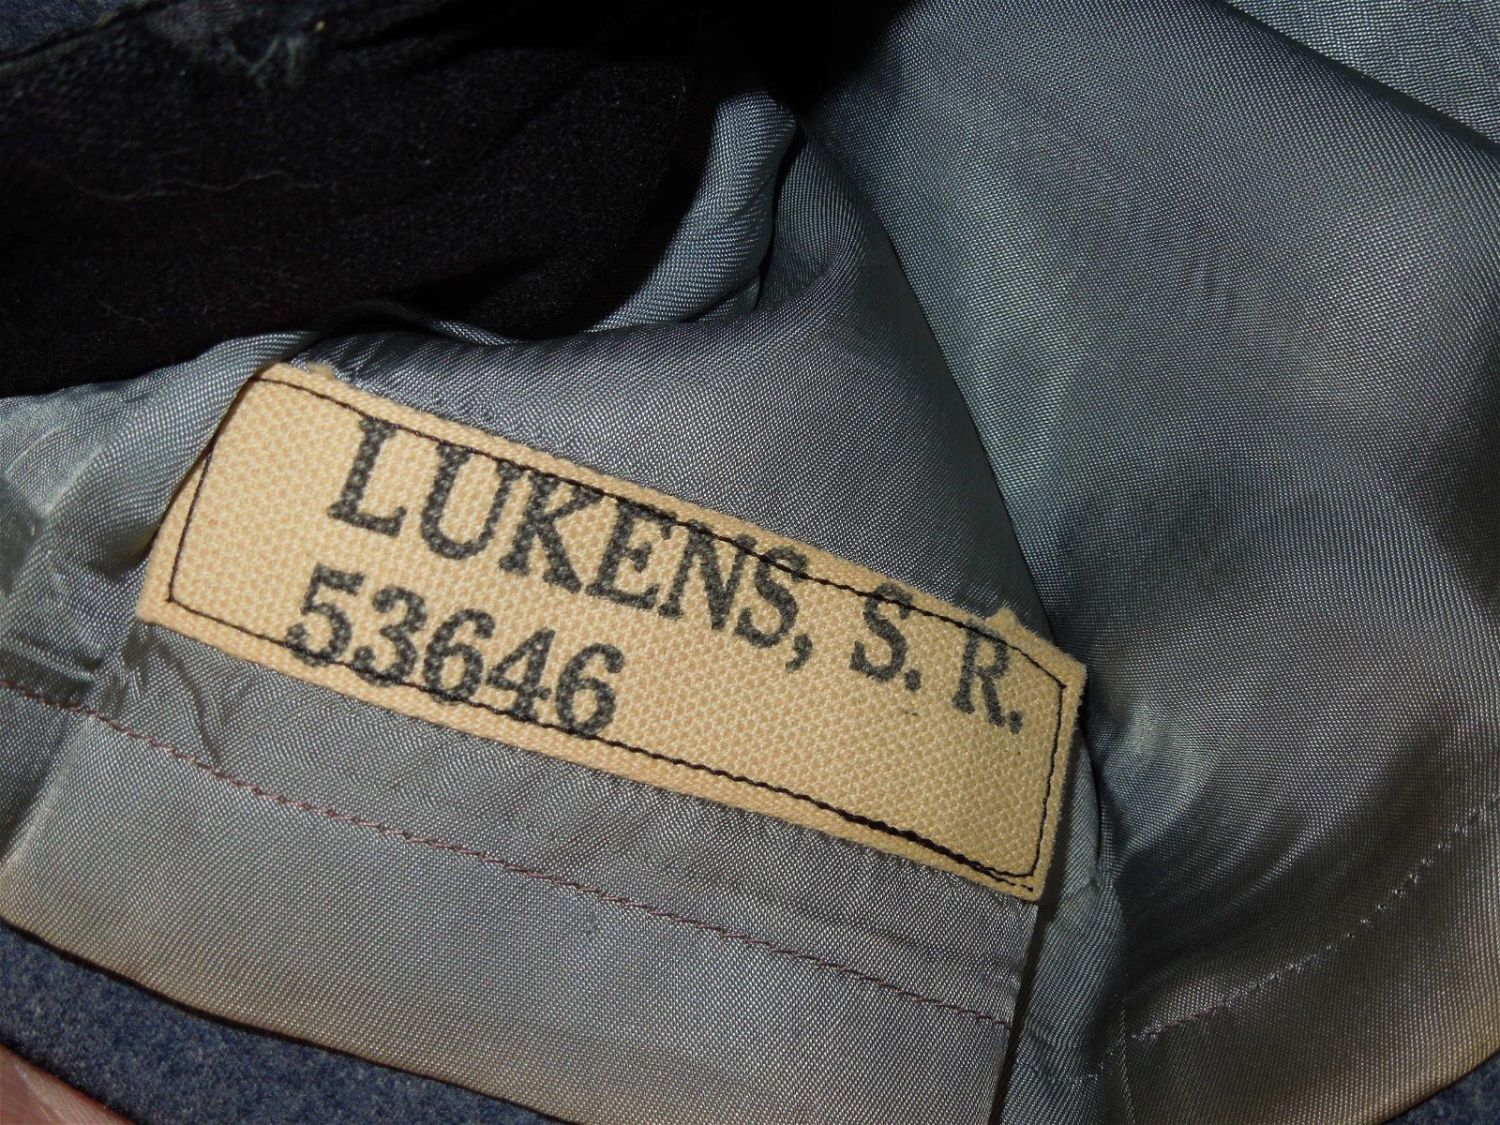 LUKENS, S. R.
53646